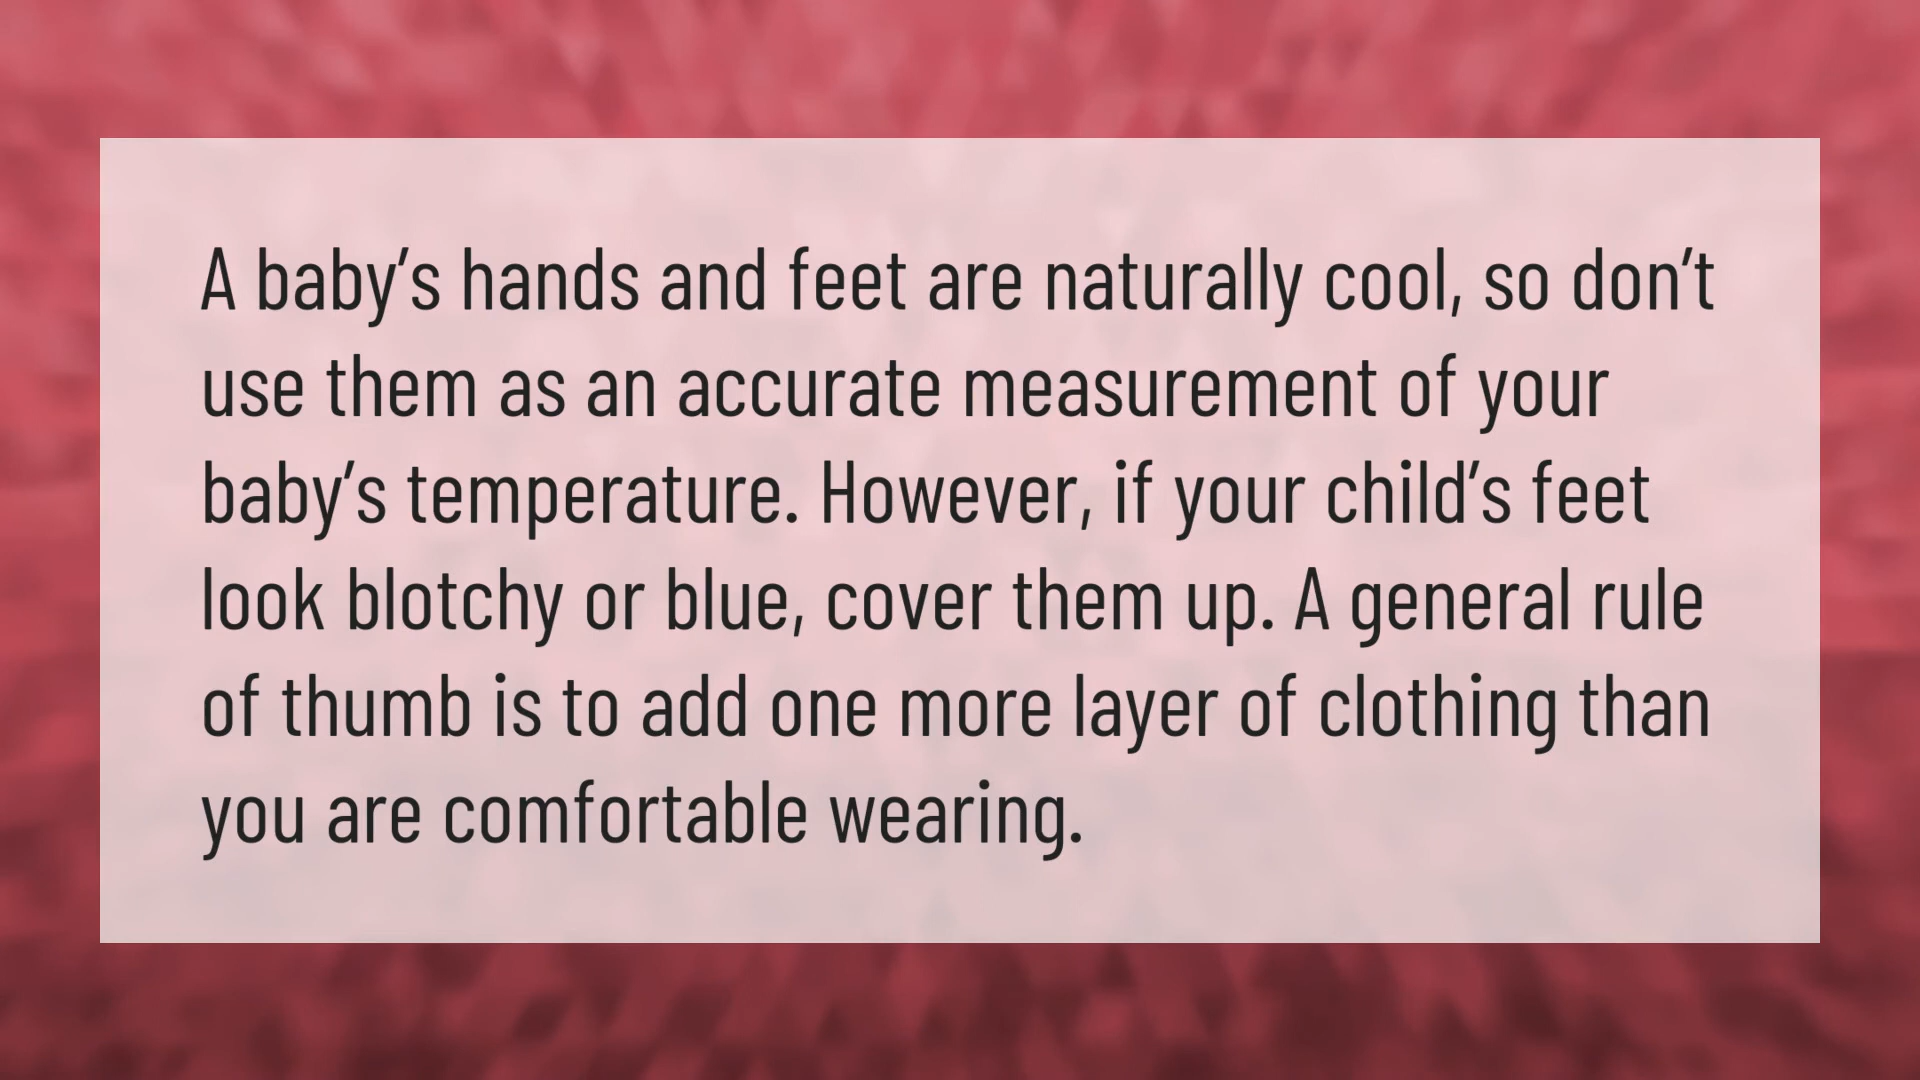 A baby’s hands and feet are naturally cool, so don’t
use them as an accurate measurement of your
baby’s temperature. However, if your child’s feet
look blotchy or blue, cover them up. A general rule
of thumb is to add one more layer of clothing than
you are comfortable wearing.